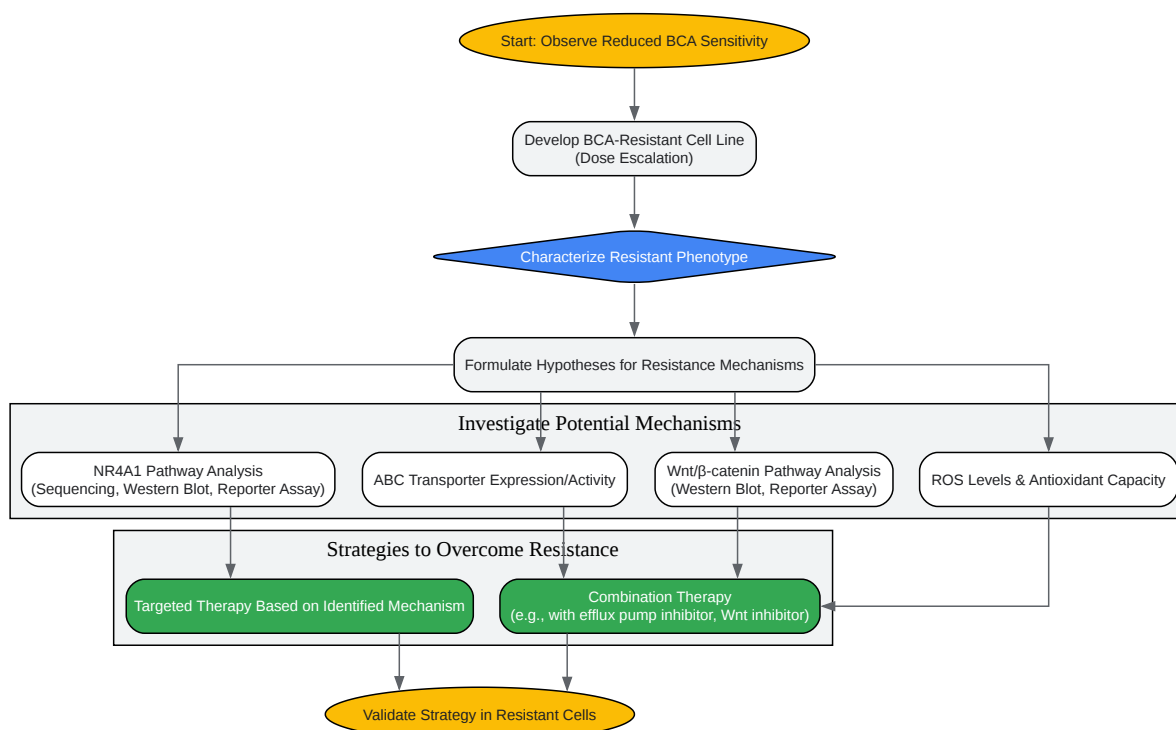 Start: Observe Reduced BCA Sensitivity
Develop BCA-Resistant Cell Line
(Dose Escalation)
Characterize Resistant Phenotype
Formulate Hypotheses for Resistance Mechanisms
Investigate Potential Mechanisms
NR4A1 Pathway Analysis
(Sequencing, Western Blot, Reporter Assay)
ABC Transporter Expression/Activity
Wnt/β-catenin Pathway Analysis
(Western Blot, Reporter Assay)
ROS Levels & Antioxidant Capacity
Strategies to Overcome Resistance
Targeted Therapy Based on Identified Mechanism
Combination Therapy
(e.g., with efflux pump inhibitor, Wnt inhibitor)
Validate Strategy in Resistant Cells